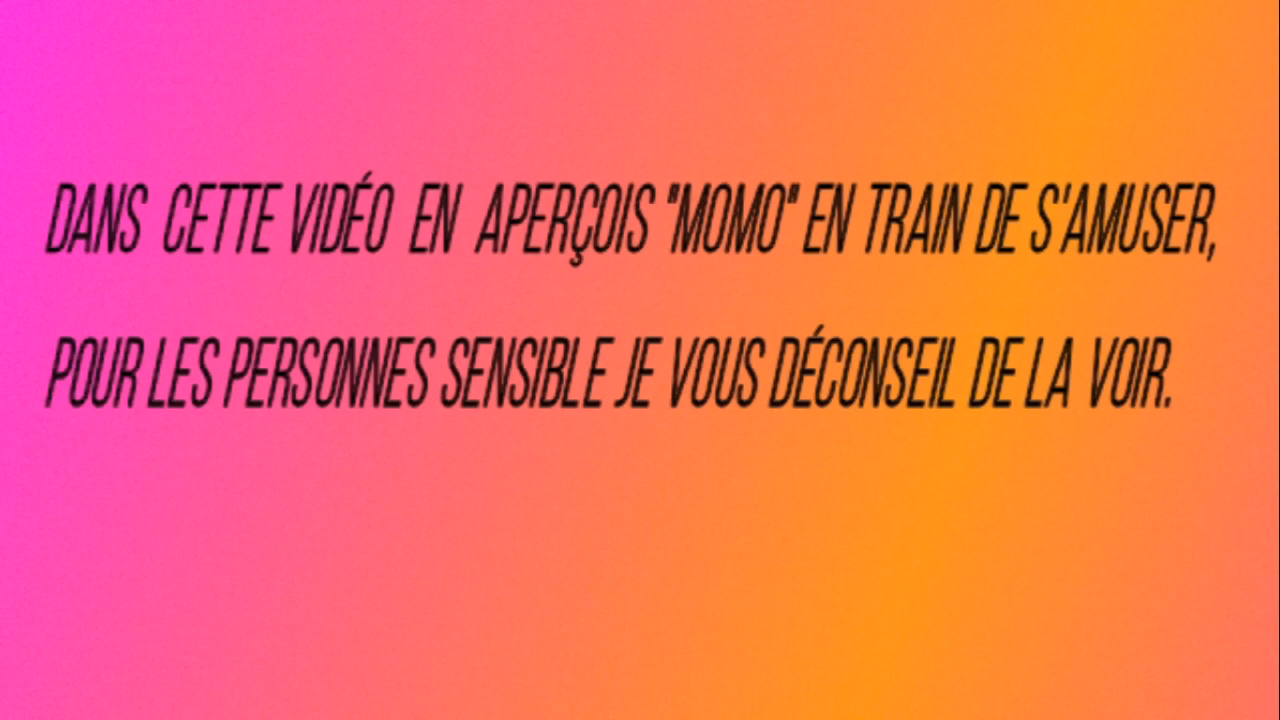 DANS CETTE VIDÉO EN APERÇOIS "MOMO" EN TRAIN DE S'AMUSER,
POUR LES PERSONNES SENSIBLE JE VOUS DÉCONSEIL DE LA VOIR.